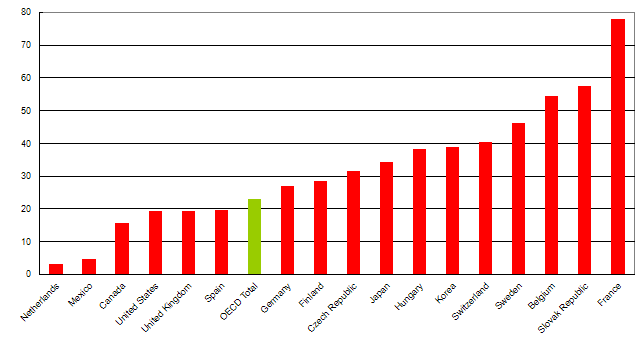 80
70
60
50
40
30
20
10
0
Netherlands
Mexico
Canada
United States
United Kingdom
Spain
OECD Total
Germany
Finland
Czech Republic
Japan
Hungary
Korea
Switzerland
Sweden
Belgium
Slovak Republic
France